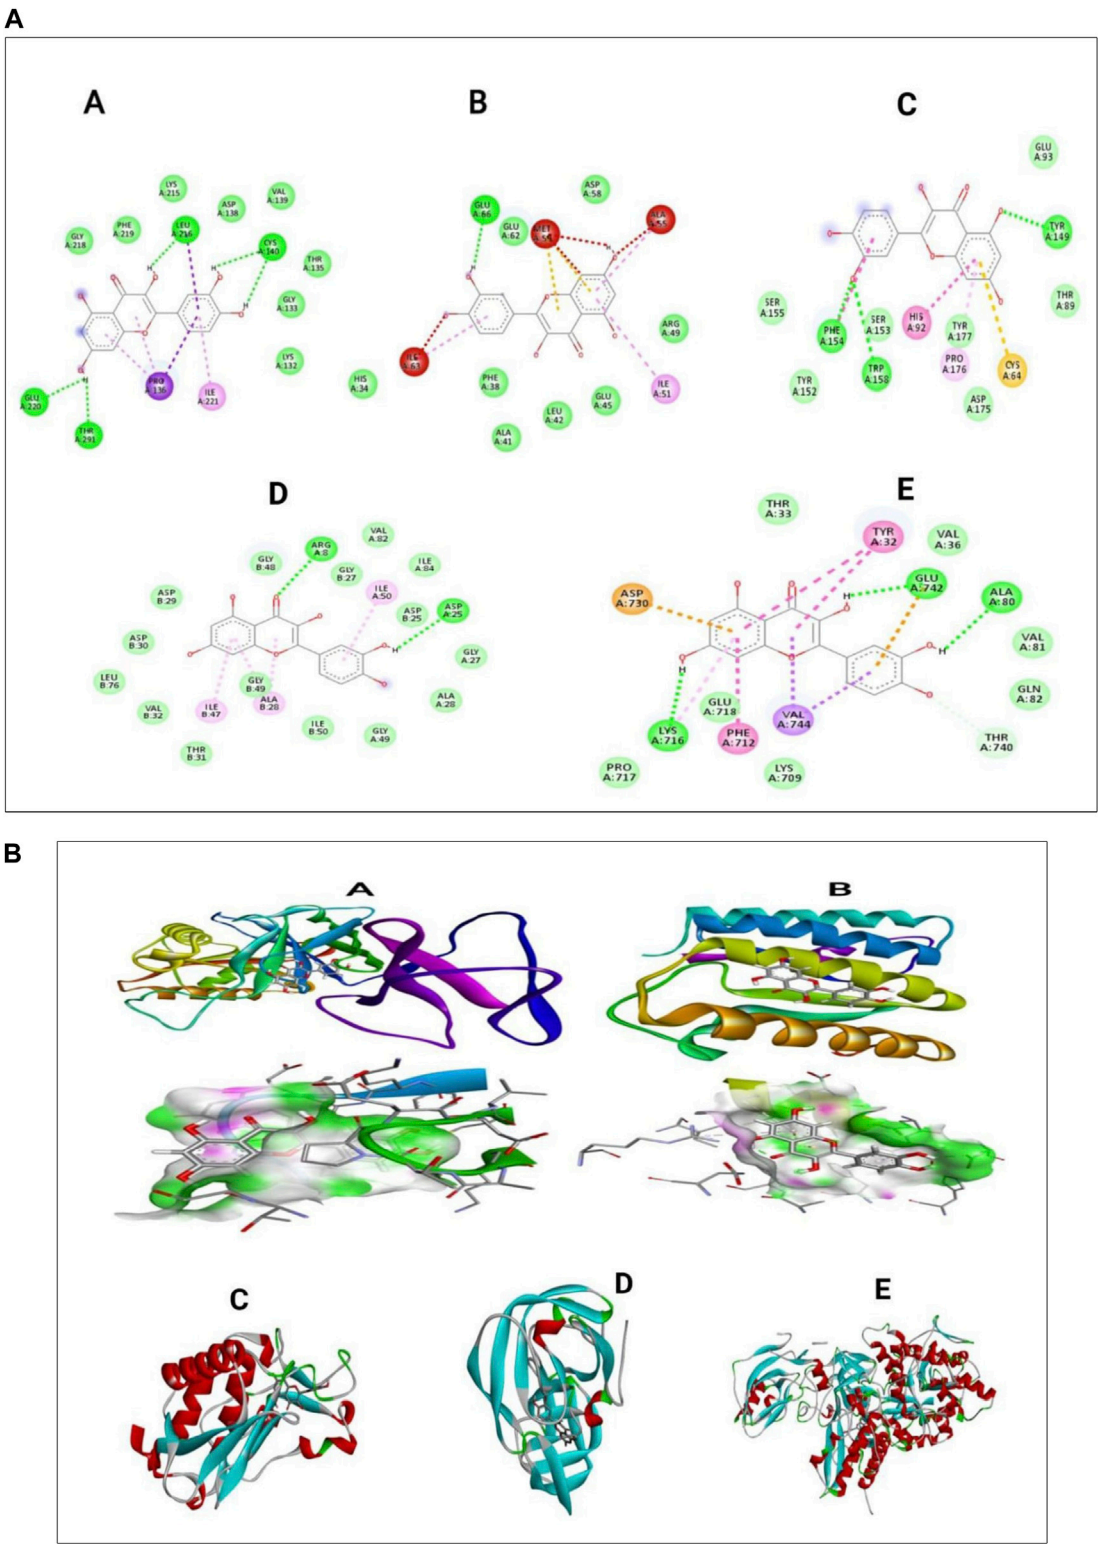 A
A
B
C
LYS
A:215
ASP
A:138
VAL
A:139
PHE
A:219
LEU
A:216
GLY
A:218
CYS
A:140
THR
A:135
GLY
A:133
LYS
A:132
PRO
A:136
ILE
A:221
GLU
A:220
THR
A:291
H
H
H
H
GLU
A:66
GLU
A:62
ASP
A:58
ALA
A:55
H
H
ARG
A:49
HIS
A:34
PHE
A:38
LEU
A:42
GLU
A:45
ILE
A:51
ALA
A:41
GLU
A:93
TYR
A:149
THR
A:89
SER
A:155
PHE
A:154
SER
A:153
HIS
A:92
TYR
A:177
PRO
A:176
TRP
A:158
CYS
A:64
TYR
A:152
ASP
A:175
D
E
VAL
A:82
ARG
A:8
GLY
B:48
GLY
B:27
ILE
A:84
ILE
A:50
ASP
B:29
ASP
B:25
ASP
A:25
ASP
B:30
H
GLY
A:27
LEU
B:76
GLY
B:49
ALA
B:28
ALA
A:28
VAL
B:32
ILE
B:47
ILE
B:50
GLY
A:49
THR
B:31
THR
A:33
TYR
A:32
VAL
A:36
ASP
A:730
GLU
A:742
ALA
A:80
H
H
H
VAL
A:81
GLN
A:82
GLU
A:718
VAL
A:744
LYS
A:716
PHE
A:712
THR
A:740
PRO
A:717
LYS
A:709
B
A
B
C
D
E